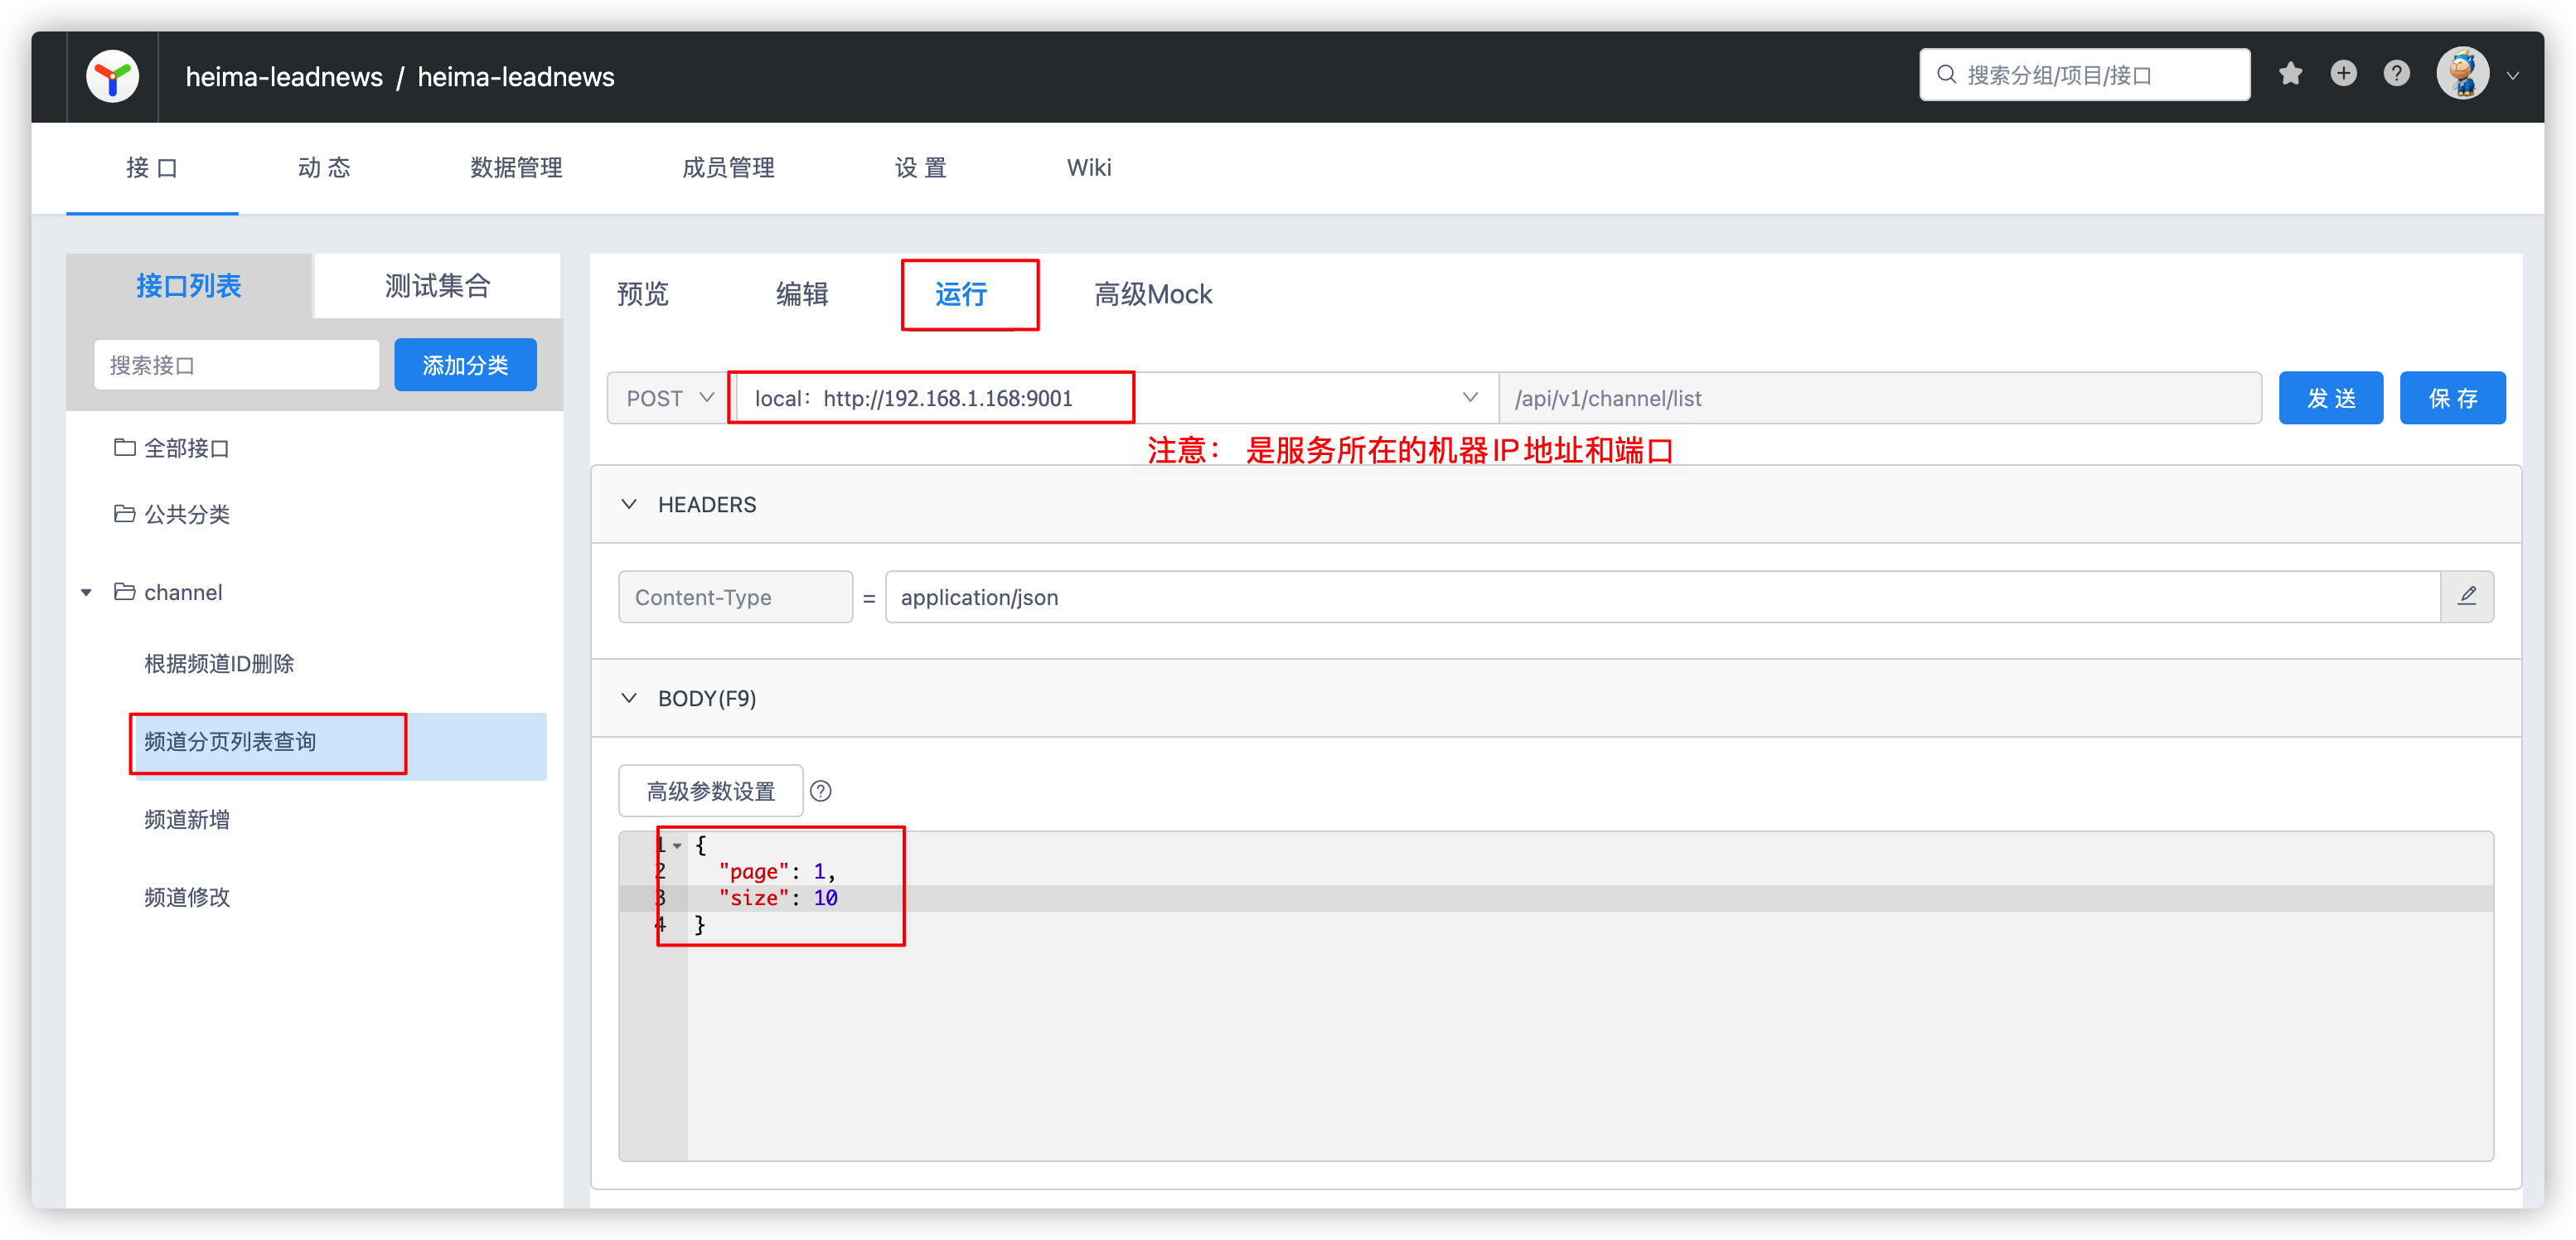 heima-leadnews / heima-leadnews
搜索分组/项目/接口
接 口 动 态 数据管理 成员管理 设 置 Wiki
接口列表 测试集合
搜索接口 添加分类
全部接口
公共分类
channel
根据频道ID删除
频道分页列表查询
频道新增
频道修改
预览 编辑 运行 高级Mock
POST local：http://192.168.1.168:9001 /api/v1/channel/list 发 送 保 存
注意： 是服务所在的机器IP地址和端口
HEADERS
Content-Type = application/json
BODY(F9)
高级参数设置
1 {
2 "page": 1,
3 "size": 10
4 }